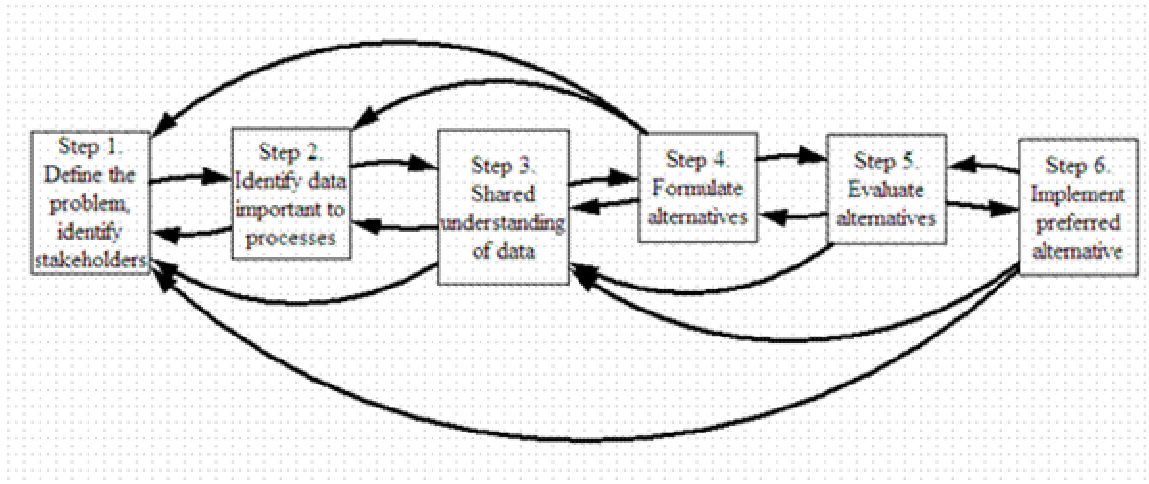 Step 1.
Define the
problem,
identify
stakeholders
Step 2.
Identify data
important to
processes
Step 3.
Shared
understanding
of data
Step 4.
Formulate
alternatives
Step 5.
Evaluate
alternatives
Step 6.
Implement
preferred
alternative